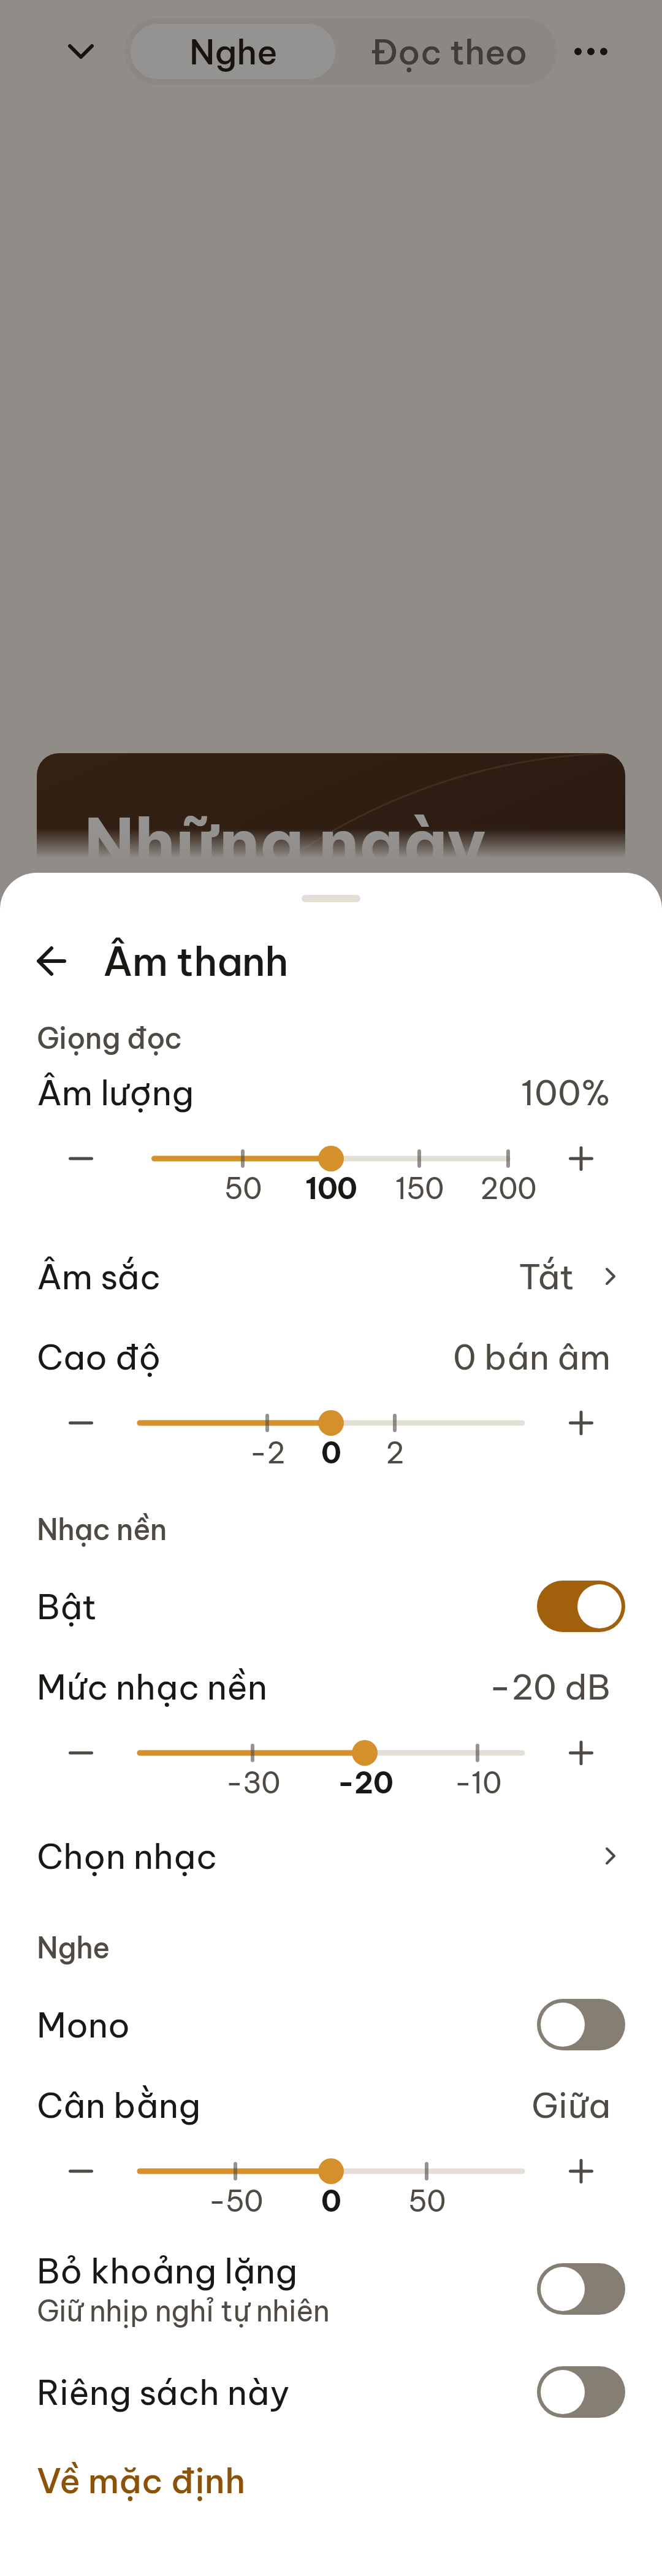 Nghe Đọc theo
Những ngày
Âm thanh
Giọng đọc
Âm lượng 100%
50 100 150 200
Âm sắc Tắt
Cao độ 0 bán âm
-2 0 2
Nhạc nền
Bật
Mức nhạc nền -20 dB
-30 -20 -10
Chọn nhạc
Nghe
Mono
Cân bằng Giữa
-50 0 50
Bỏ khoảng lặng
Giữ nhịp nghỉ tự nhiên
Riêng sách này
Về mặc định